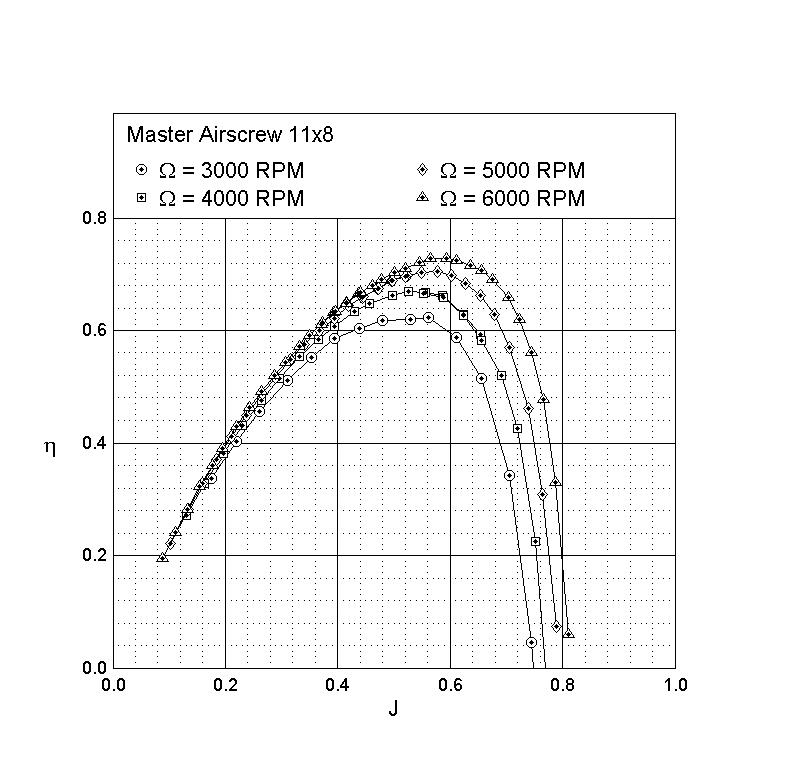 Master Airscrew 11x8
Ω = 3000 RPM Ω = 5000 RPM
Ω = 4000 RPM Ω = 6000 RPM
0.8
0.6
η
0.4
0.2
0.0
0.0 0.2 0.4 0.6 0.8 1.0
J